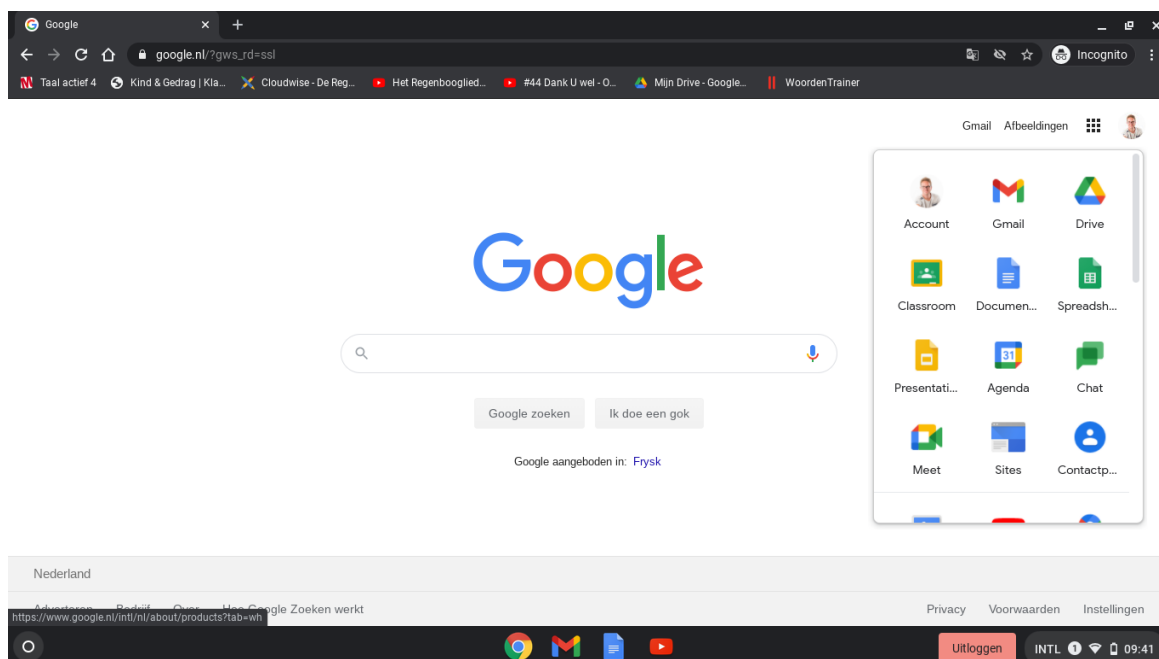 Google
google.nl/?gws_rd=ssl
Incognito
Taal actief 4
Kind & Gedrag | Kla...
Cloudwise - De Reg...
Het Regenbooglied...
#44 Dank U wel - O...
Mijn Drive - Google...
WoordenTrainer
Gmail Afbeeldingen
Account Gmail Drive
Classroom Documen... Spreadsh...
Presentati... 31 Agenda Chat
Meet Sites Contactp...
Google
Google zoeken Ik doe een gok
Google aangeboden in: Frysk
Nederland
Hoe Google Zoeken werkt
Privacy Voorwaarden Instellingen
https://www.google.nl/intl/nl/about/products?tab=wh
Uitloggen INTL 1 09:41